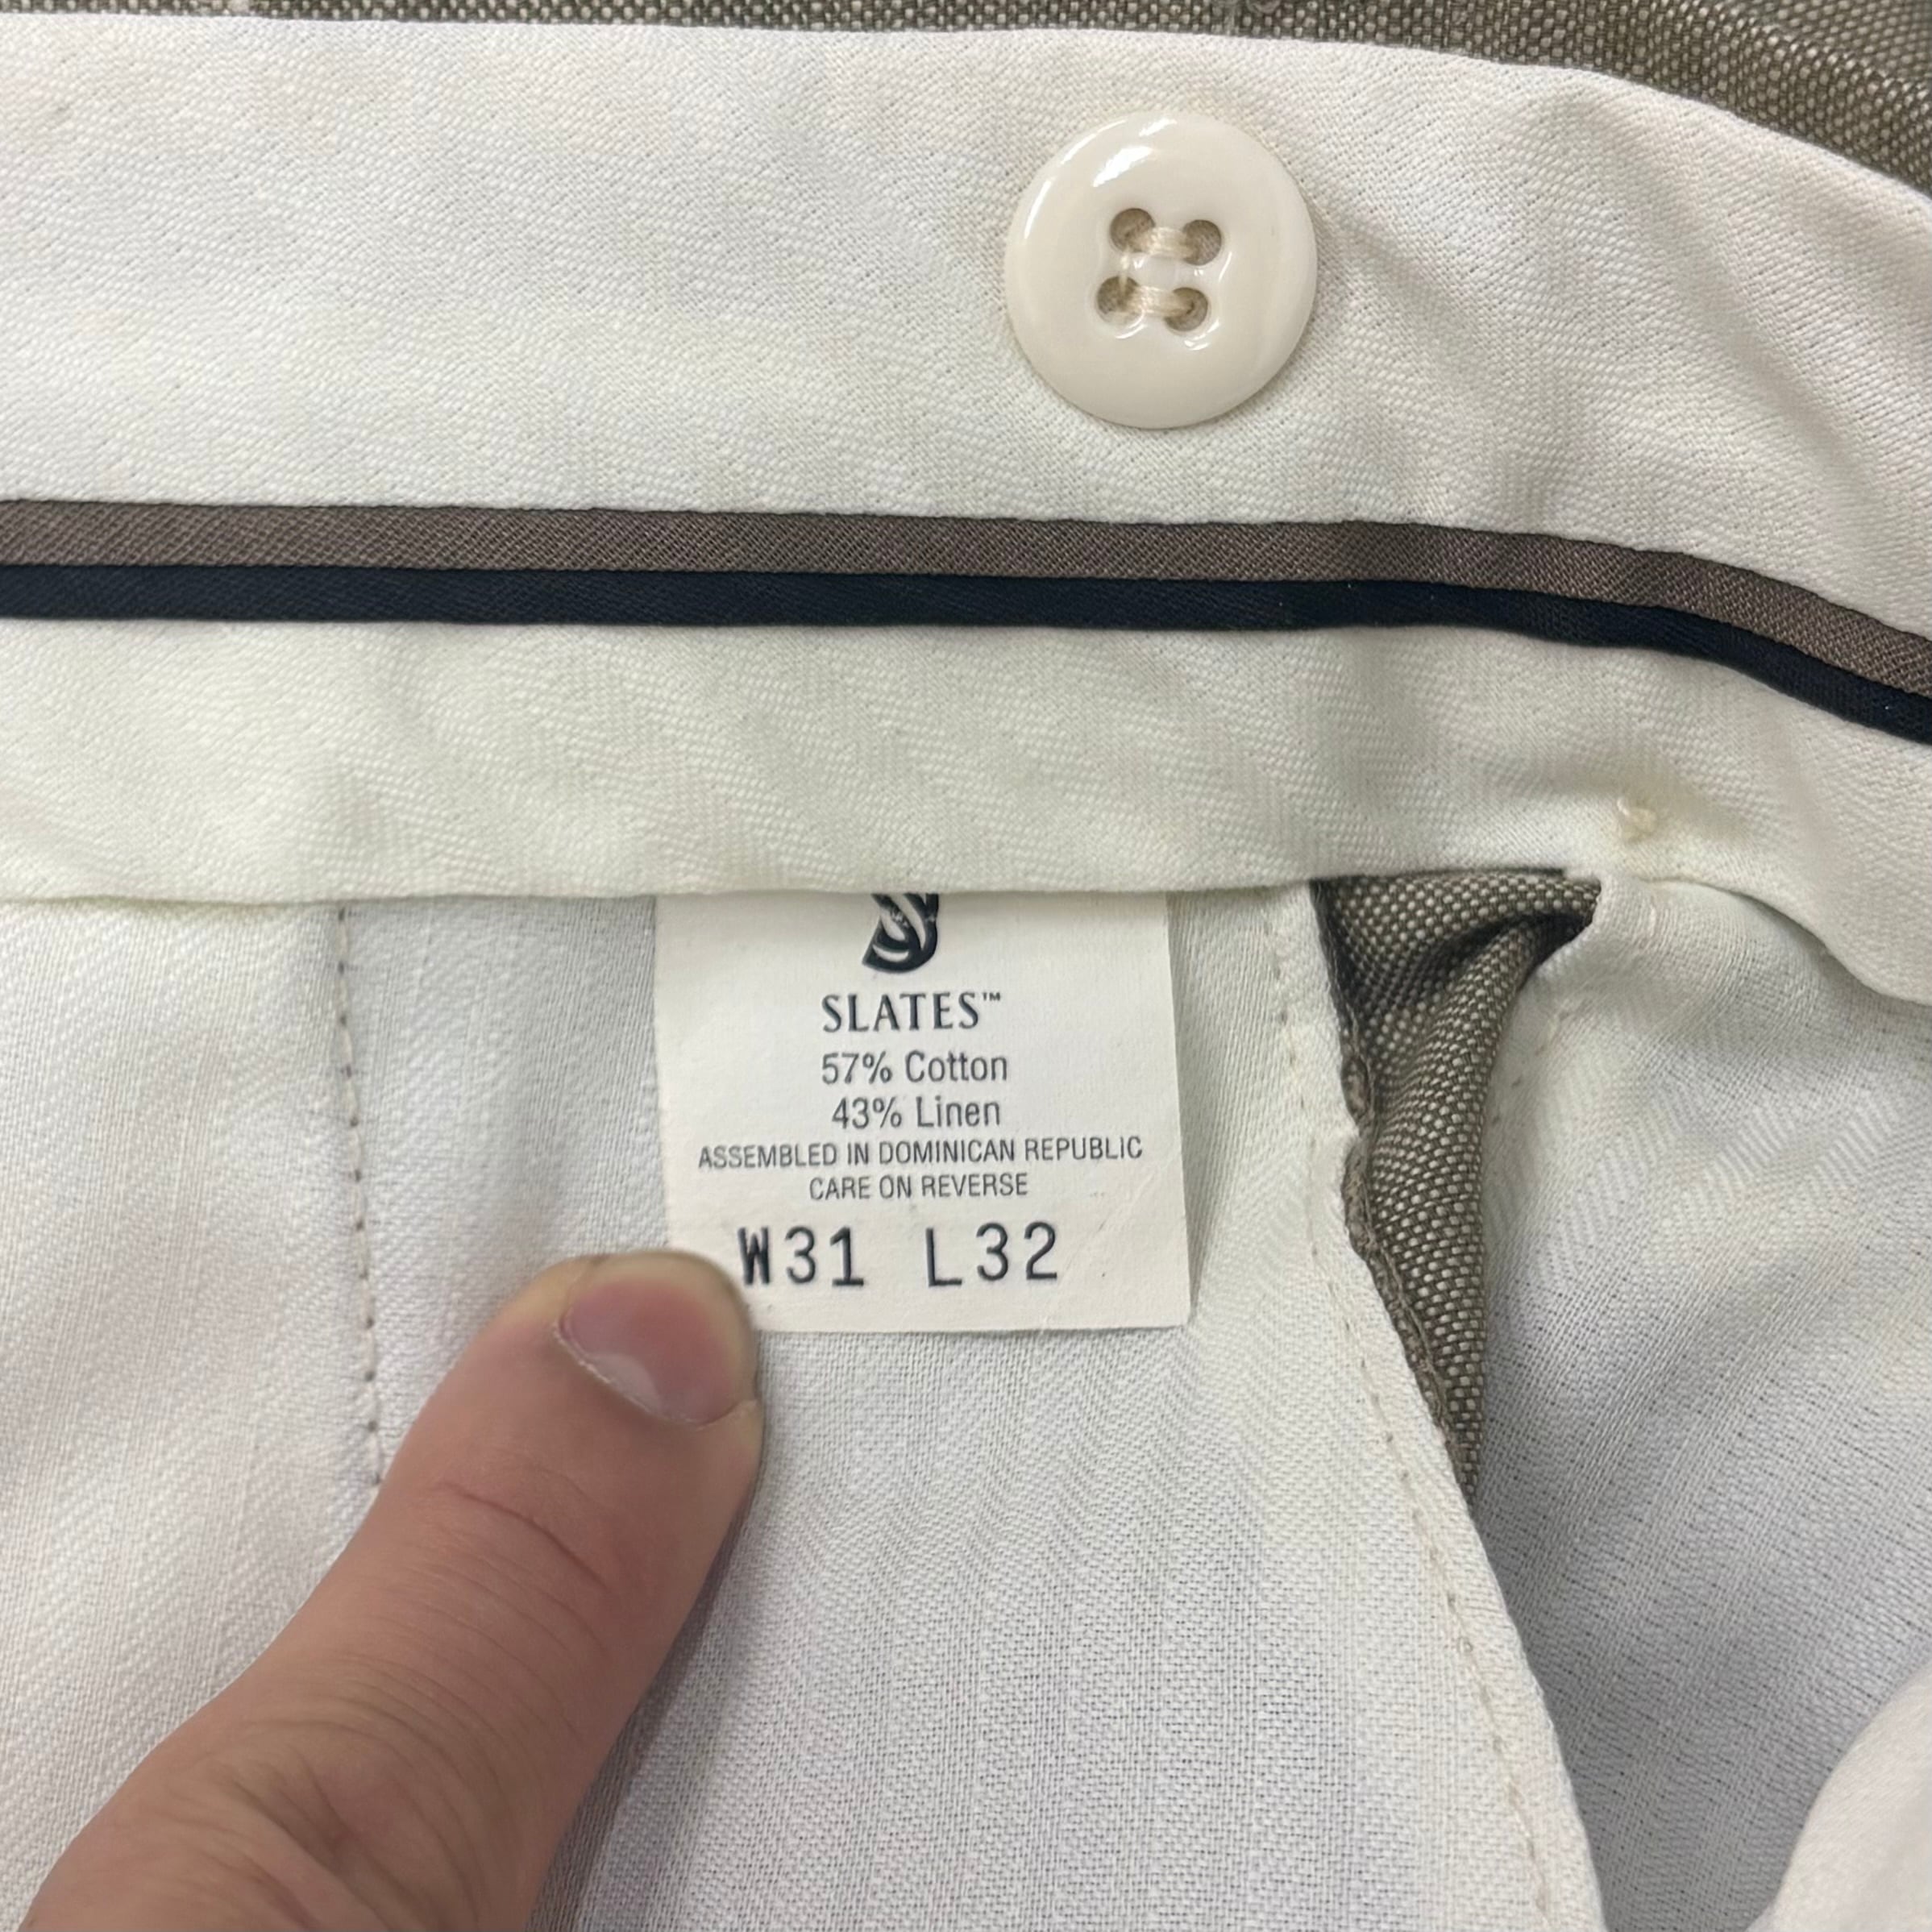 SLATES™
57% Cotton
43% Linen
ASSEMBLED IN DOMINICAN REPUBLIC
CARE ON REVERSE
W31 L32